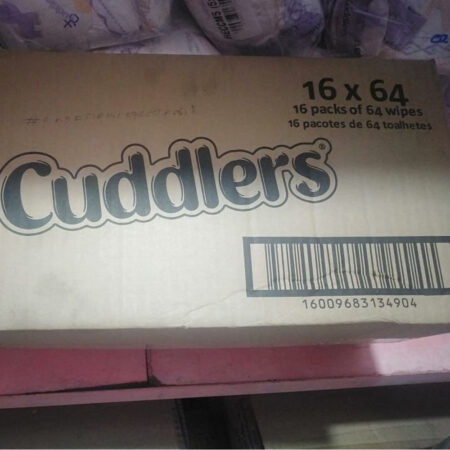 16 x 64
16 packs of 64 wipes
16 pacotes de 64 toalhetes
Cuddlers®
16009683134904